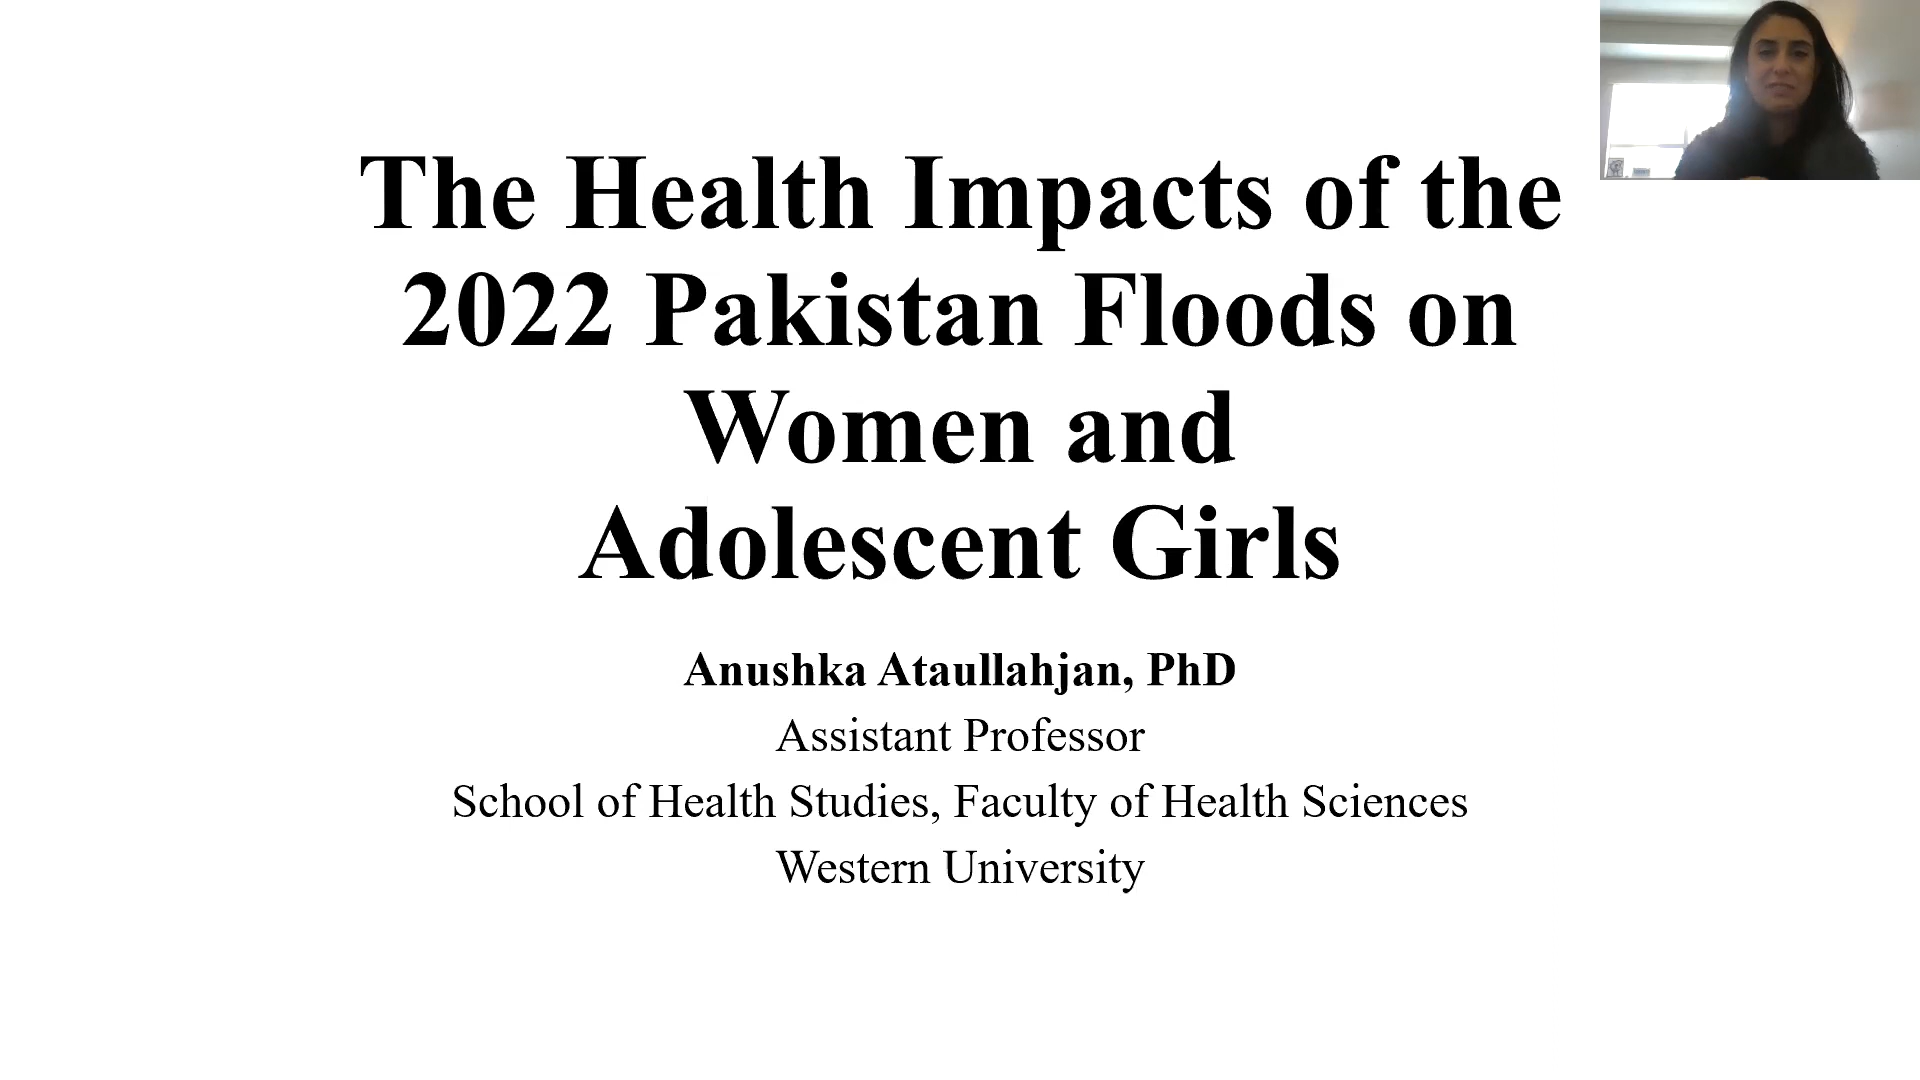 The Health Impacts of the
2022 Pakistan Floods on
Women and
Adolescent Girls
Anushka Ataullahjan, PhD
Assistant Professor
School of Health Studies, Faculty of Health Sciences
Western University